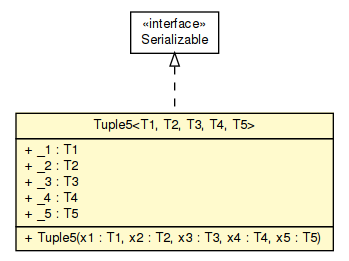 «interface»
Serializable
Tuple5<T1, T2, T3, T4, T5>
+ _1 : T1
+ _2 : T2
+ _3 : T3
+ _4 : T4
+ _5 : T5
+ Tuple5(x1 : T1, x2 : T2, x3 : T3, x4 : T4, x5 : T5)